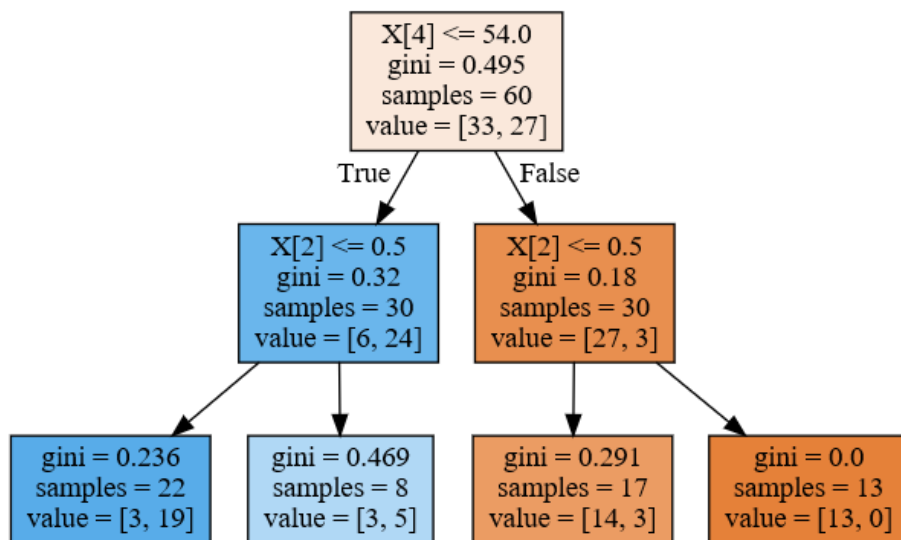 X[4] <= 54.0
gini = 0.495
samples = 60
value = [33, 27]
True
False
X[2] <= 0.5
gini = 0.32
samples = 30
value = [6, 24]
X[2] <= 0.5
gini = 0.18
samples = 30
value = [27, 3]
gini = 0.236
samples = 22
value = [3, 19]
gini = 0.469
samples = 8
value = [3, 5]
gini = 0.291
samples = 17
value = [14, 3]
gini = 0.0
samples = 13
value = [13, 0]